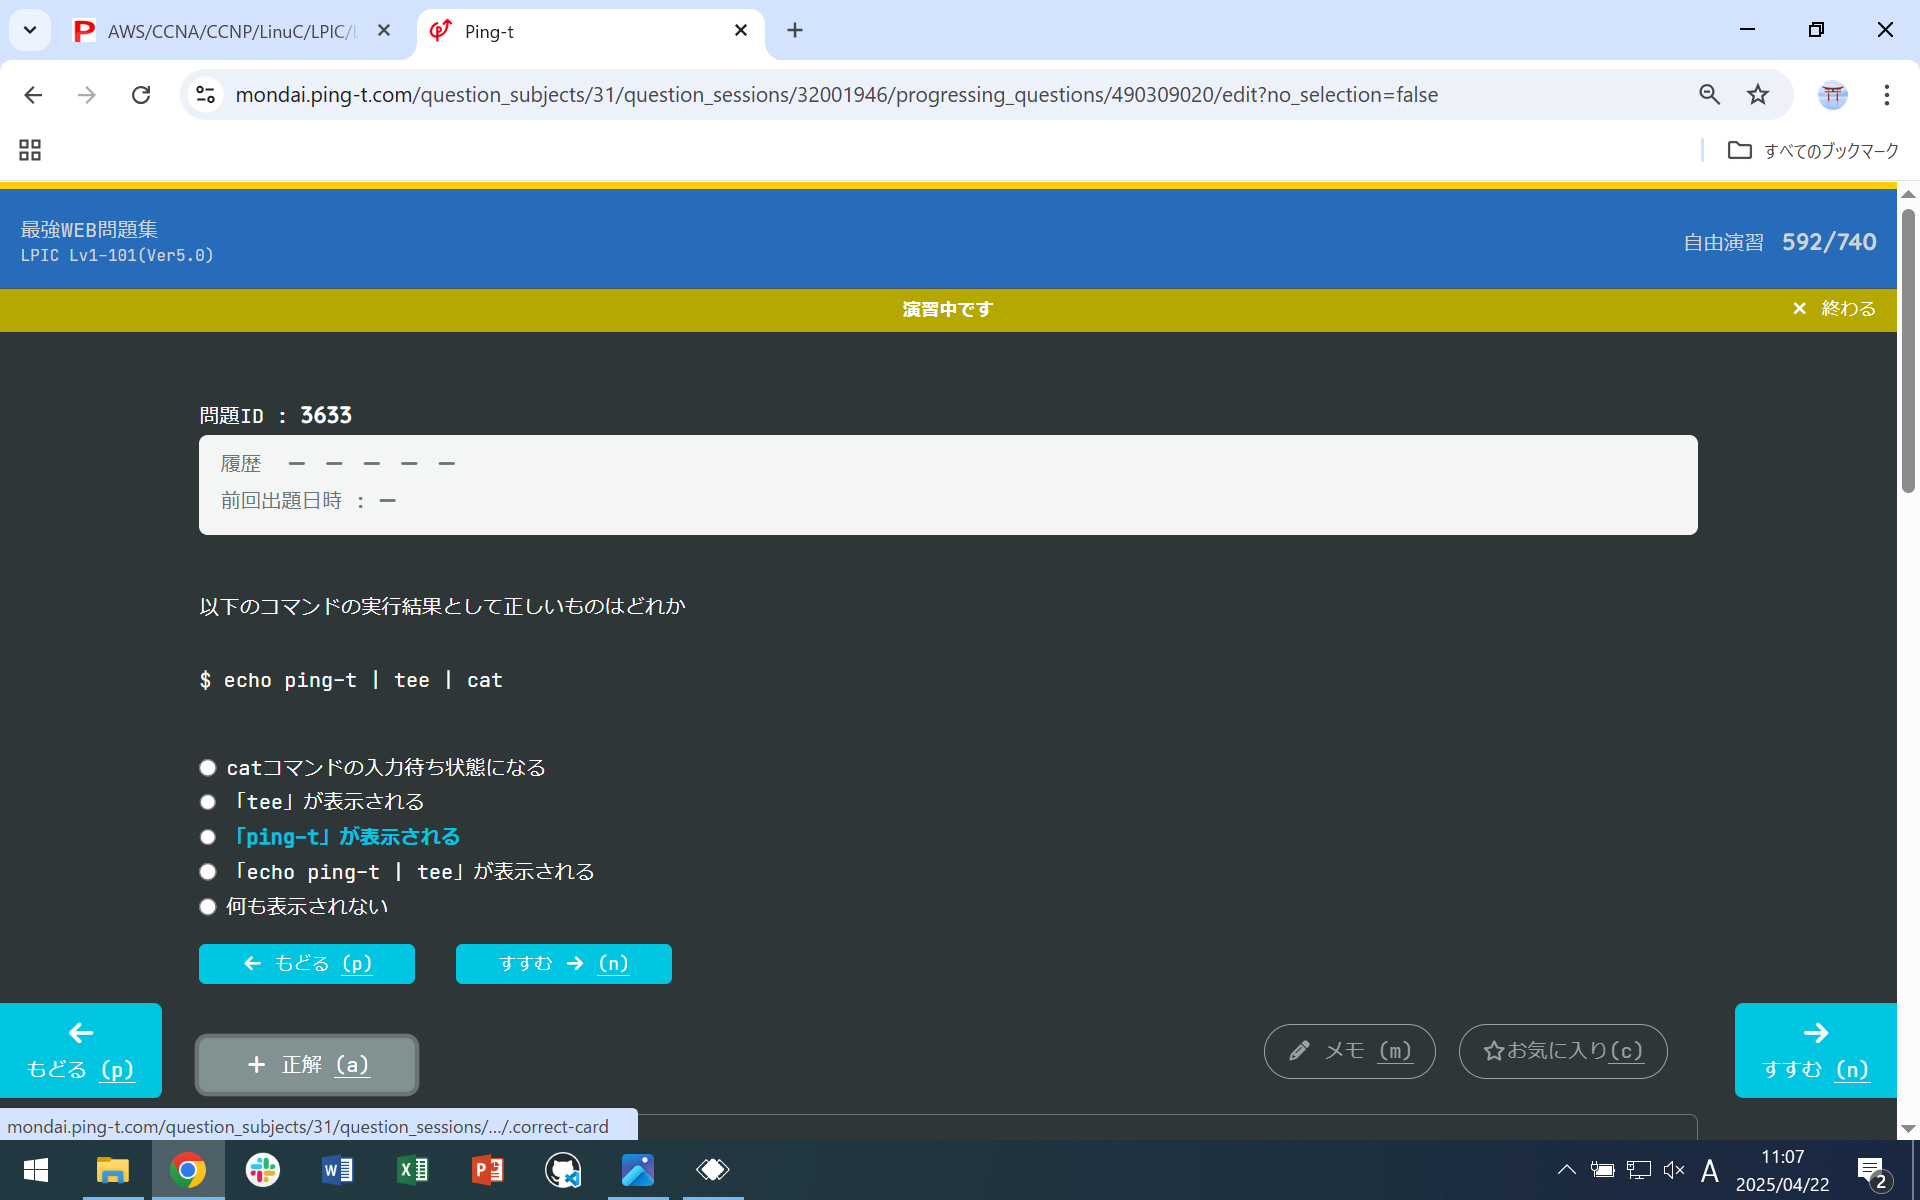 AWS/CCNA/CCNP/LinuC/LPIC/
Ping-t
mondai.ping-t.com/question_subjects/31/question_sessions/32001946/progressing_questions/490309020/edit?no_selection=false
すべてのブックマーク
最強WEB問題集
LPIC Lv1-101(Ver5.0)
自由演習 592/740
演習中です
× 終わる
問題ID : 3633
履歴 － － － － －
前回出題日時 : －
以下のコマンドの実行結果として正しいものはどれか
$ echo ping-t | tee | cat
catコマンドの入力待ち状態になる
「tee」が表示される
「ping-t」が表示される
「echo ping-t | tee」が表示される
何も表示されない
← もどる (p)
すすむ → (n)
← もどる (p)
+ 正解 (a)
メモ (m)
☆お気に入り(c)
→ すすむ (n)
mondai.ping-t.com/question_subjects/31/question_sessions/.../.correct-card
A
11:07
2025/04/22
2